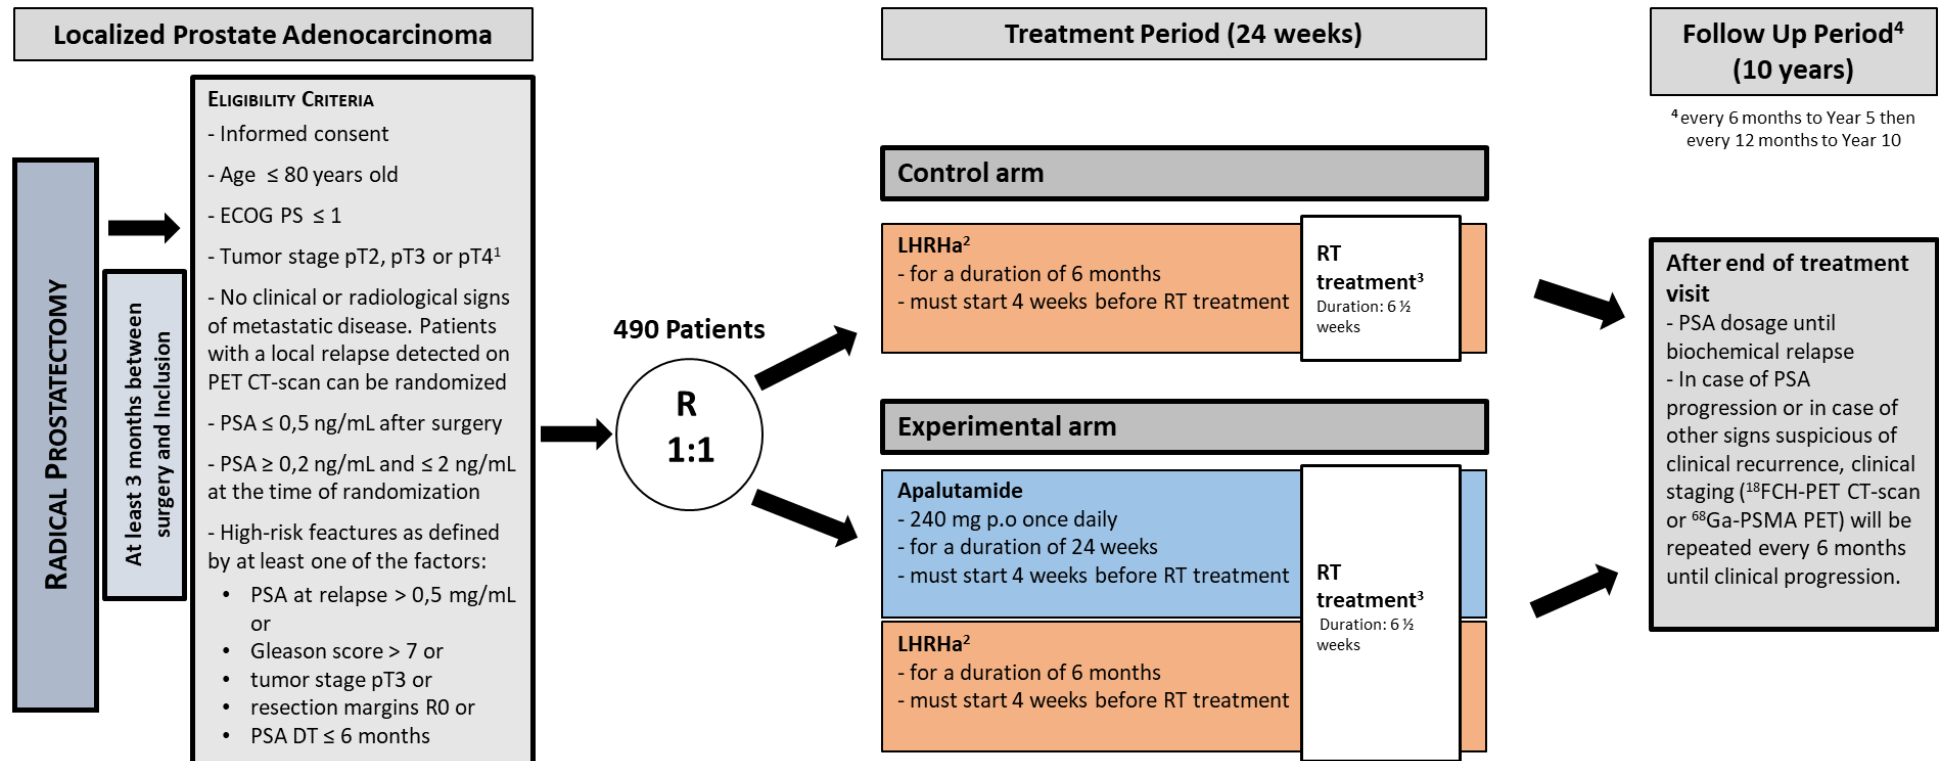 Localized Prostate Adenocarcinoma
RADICAL PROSTATECTOMY
At least 3 months between
surgery and Inclusion
ELIGIBILITY CRITERIA
- Informed consent
- Age ≤ 80 years old
- ECOG PS ≤ 1
- Tumor stage pT2, pT3 or pT4¹
- No clinical or radiological signs
of metastatic disease. Patients
with a local relapse detected on
PET CT-scan can be randomized
- PSA ≤ 0,5 ng/mL after surgery
- PSA ≥ 0,2 ng/mL and ≤ 2 ng/mL
at the time of randomization
- High-risk feactures as defined
by at least one of the factors:
• PSA at relapse > 0,5 mg/mL
or
• Gleason score > 7 or
• tumor stage pT3 or
• resection margins R0 or
• PSA DT ≤ 6 months
490 Patients
R
1:1
Treatment Period (24 weeks)
Control arm
LHRHa²
- for a duration of 6 months
- must start 4 weeks before RT treatment
RT
treatment³
Duration: 6 ½
weeks
Experimental arm
Apalutamide
- 240 mg p.o once daily
- for a duration of 24 weeks
- must start 4 weeks before RT treatment
LHRHa²
- for a duration of 6 months
- must start 4 weeks before RT treatment
RT
treatment³
Duration: 6 ½
weeks
Follow Up Period⁴
(10 years)
⁴ every 6 months to Year 5 then
every 12 months to Year 10
After end of treatment
visit
- PSA dosage until
biochemical relapse
- In case of PSA
progression or in case of
other signs suspicious of
clinical recurrence, clinical
staging (¹⁸FCH-PET CT-scan
or ⁶⁸Ga-PSMA PET) will be
repeated every 6 months
until clinical progression.